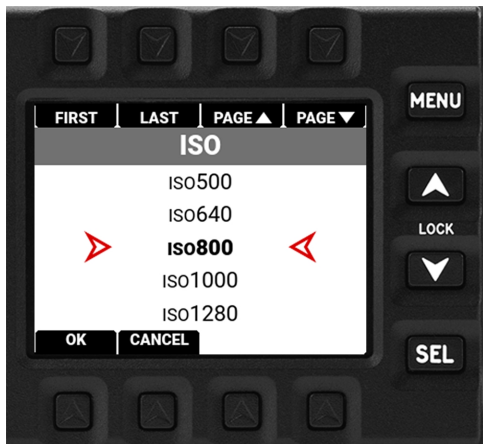 MENU
FIRST LAST PAGE▲ PAGE▼
ISO
ISO500
ISO640
LOCK
ISO800
ISO1000
ISO1280
OK CANCEL
SEL